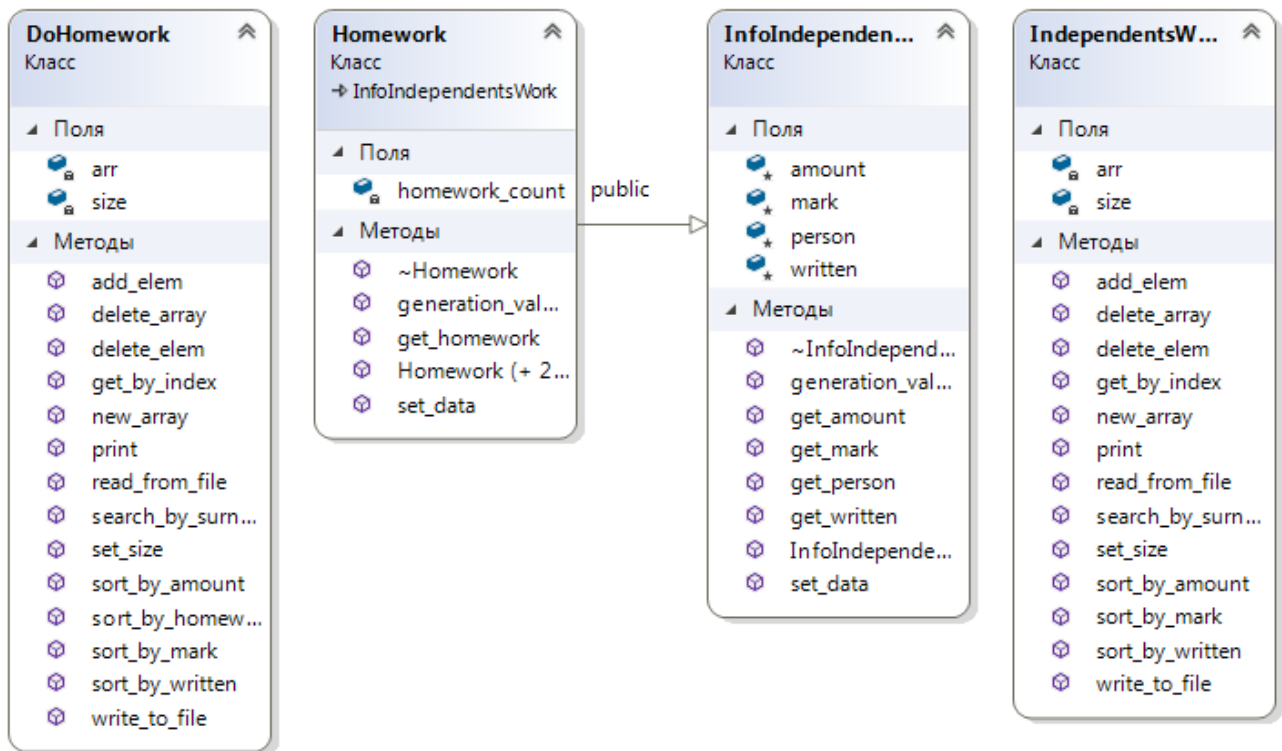 DoHomework
Класс
Поля
arr
size
Методы
add_elem
delete_array
delete_elem
get_by_index
new_array
print
read_from_file
search_by_surn...
set_size
sort_by_amount
sort_by_homew...
sort_by_mark
sort_by_written
write_to_file
Homework
Класс
InfoIndependentsWork
Поля
homework_count
Методы
~Homework
generation_val...
get_homework
Homework (+ 2...
set_data
public
InfoIndependen...
Класс
Поля
amount
mark
person
written
Методы
~InfoIndepend...
generation_val...
get_amount
get_mark
get_person
get_written
InfoIndepende...
set_data
IndependentsW...
Класс
Поля
arr
size
Методы
add_elem
delete_array
delete_elem
get_by_index
new_array
print
read_from_file
search_by_surn...
set_size
sort_by_amount
sort_by_mark
sort_by_written
write_to_file